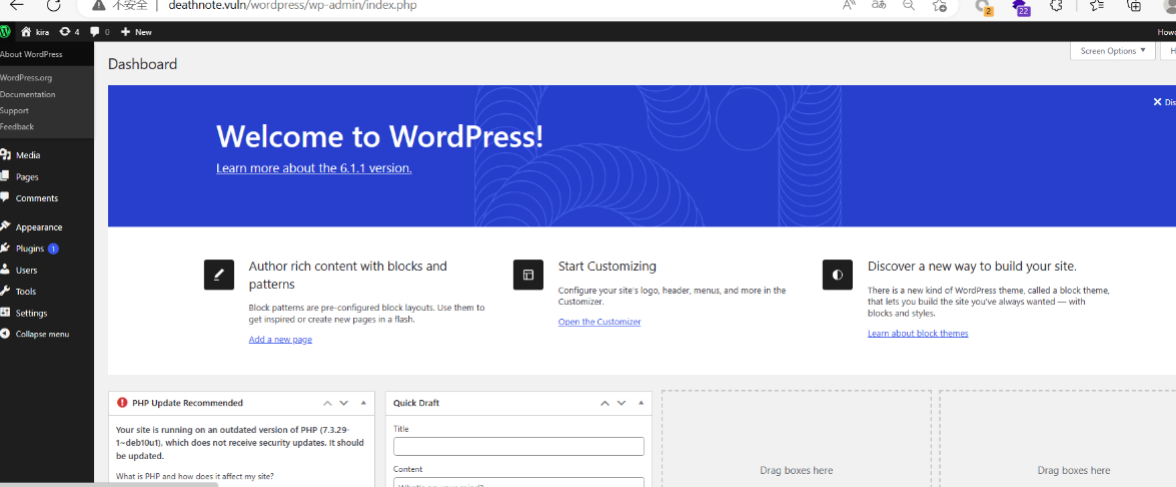 不安全 deathnote.vuln/wordpress/wp-admin/index.php
2 22
kira 4 0 New
About WordPress
WordPress.org
Documentation
Support
Feedback
Media
Pages
Comments
Appearance
Plugins 1
Users
Tools
Settings
Collapse menu
Dashboard
Screen Options
Welcome to WordPress!
Learn more about the 6.1.1 version.
Author rich content with blocks and
patterns
Block patterns are pre-configured block layouts. Use them to
get inspired or create new pages in a flash.
Add a new page
Start Customizing
Configure your site's logo, header, menus, and more in the
Customizer.
Open the Customizer
Discover a new way to build your site.
There is a new kind of WordPress theme, called a block theme,
that lets you build the site you've always wanted — with
blocks and styles.
Learn about block themes
PHP Update Recommended
Your site is running on an outdated version of PHP (7.3.29-
1~deb10u1), which does not receive security updates. It should
be updated.
What is PHP and how does it affect my site?
Quick Draft
Title
Content
Drag boxes here
Drag boxes here